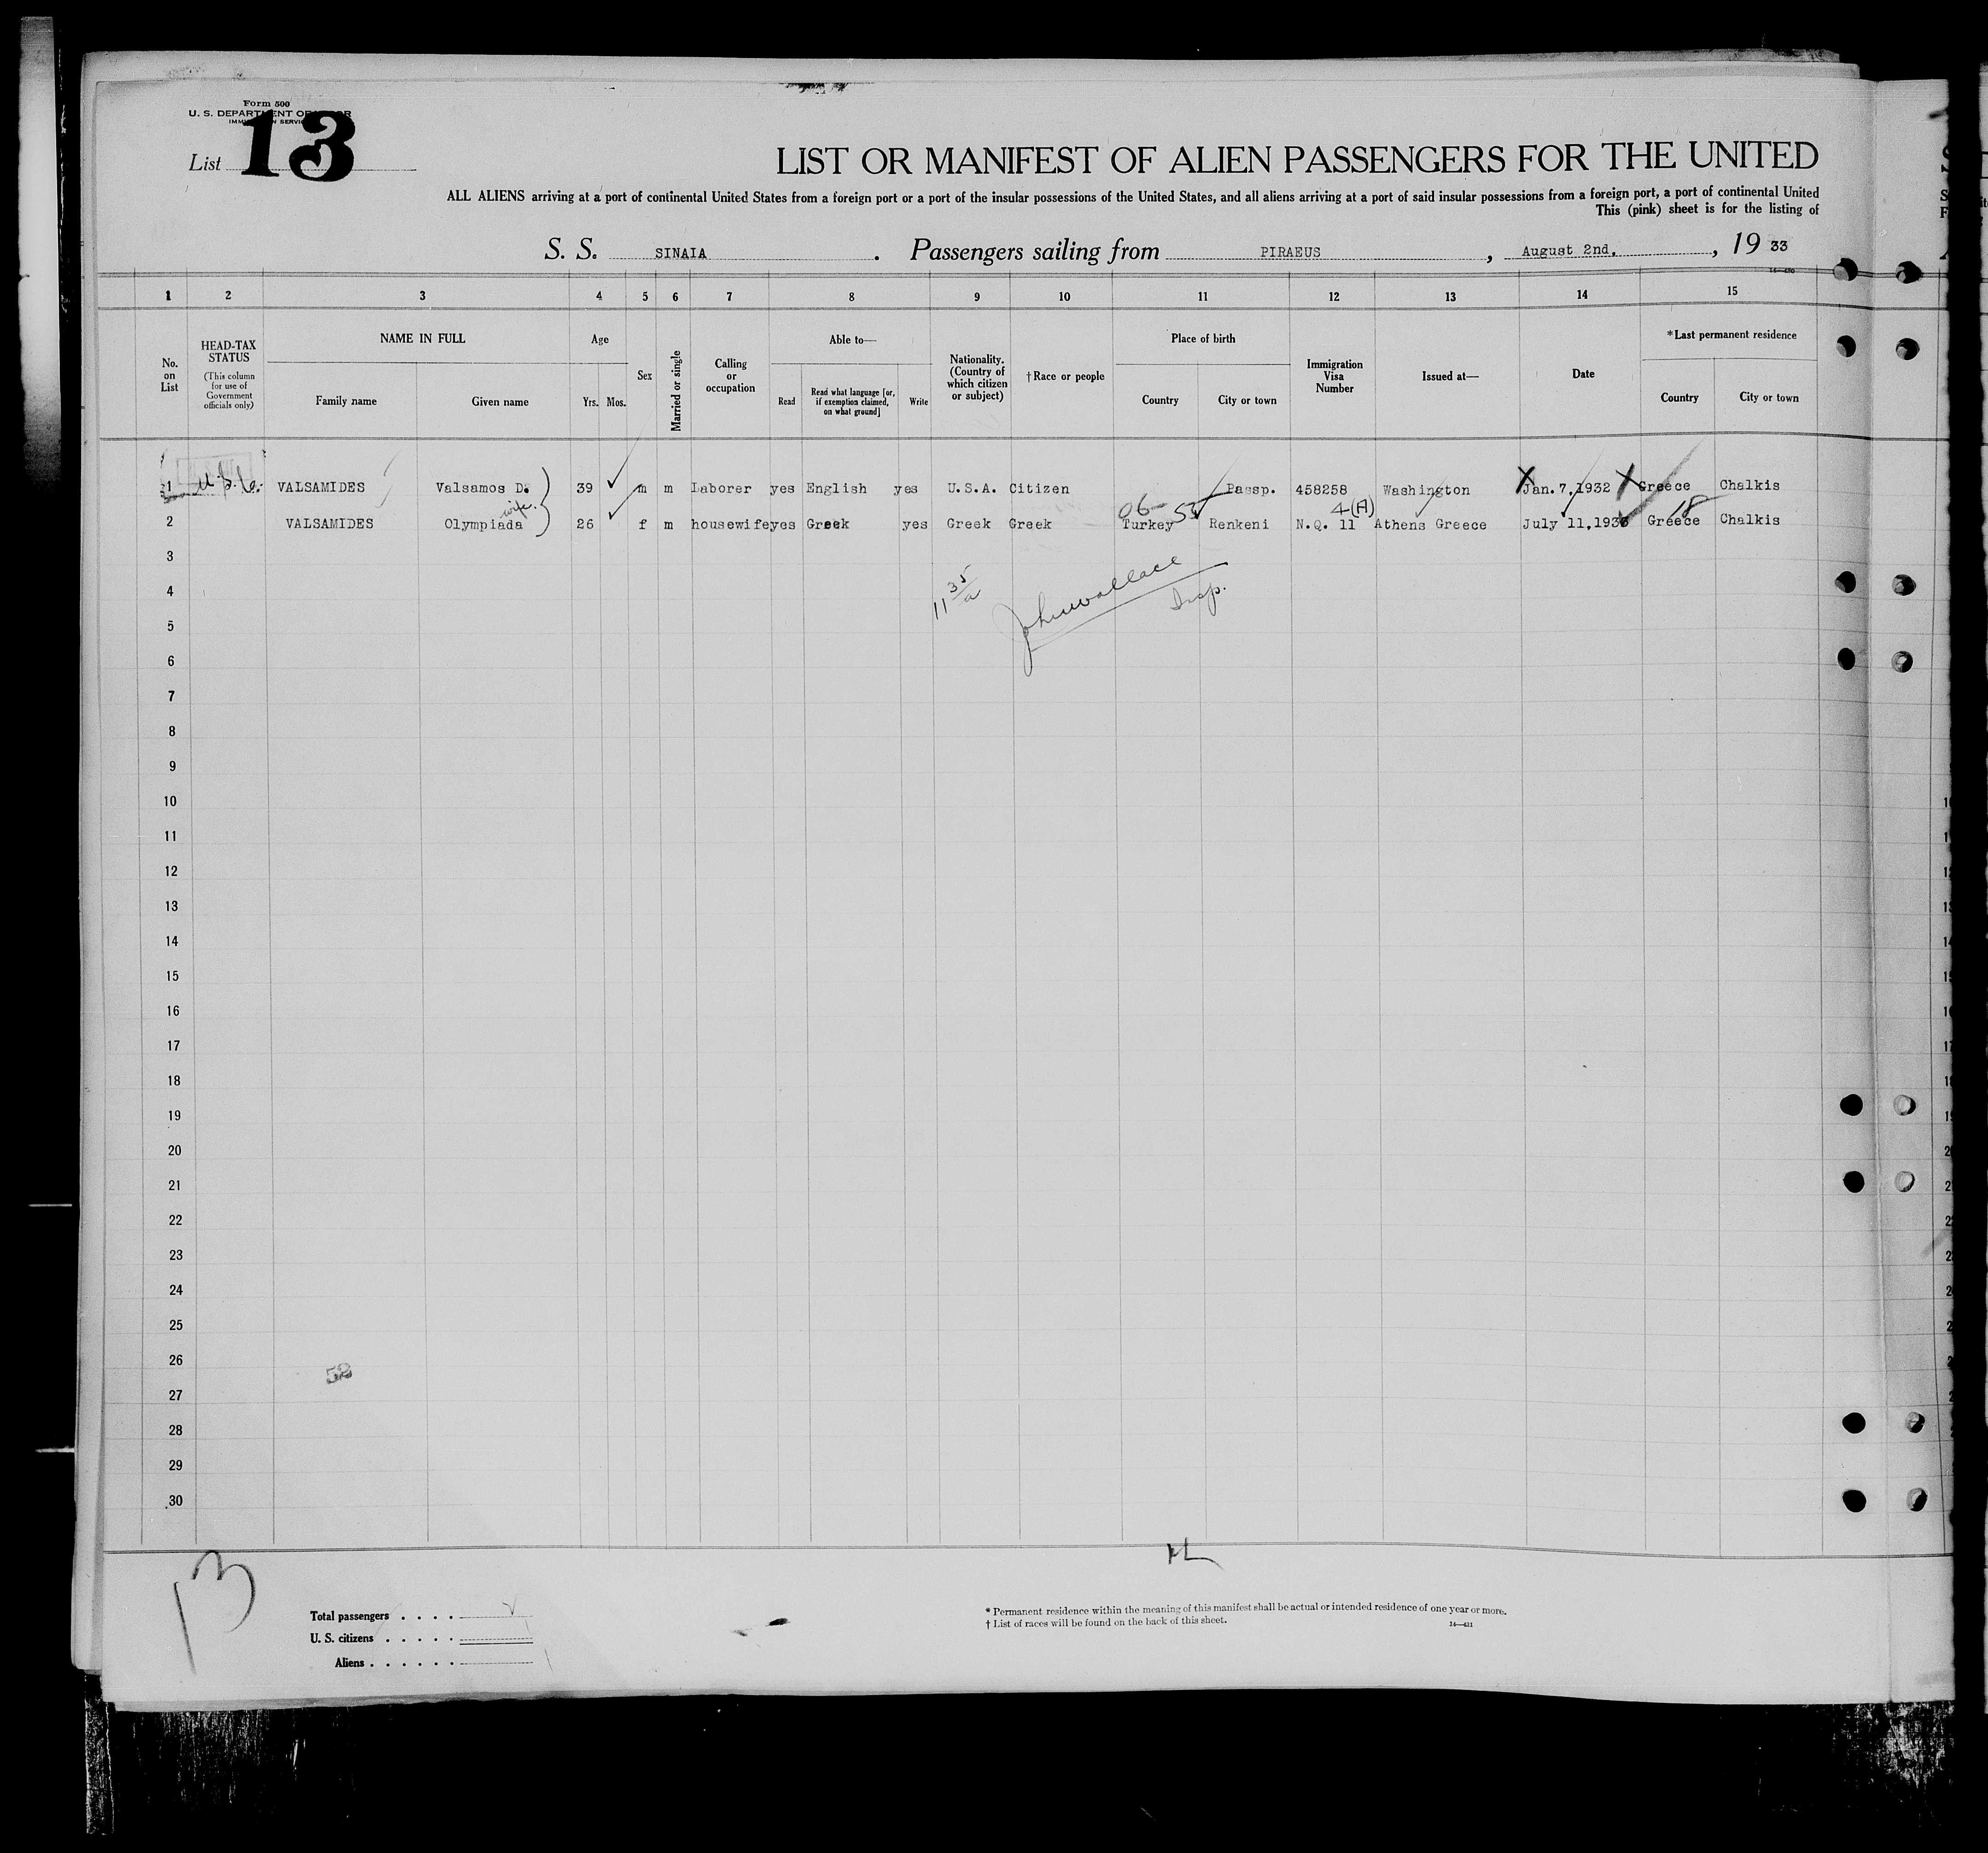 Form 500
U. S. DEPARTMENT OF LABOR
IMMIGRATION SERVICE
List 13
LIST OR MANIFEST OF ALIEN PASSENGERS FOR THE UNITED
ALL ALIENS arriving at a port of continental United States from a foreign port or a port of the insular possessions of the United States, and all aliens arriving at a port of said insular possessions from a foreign port, a port of continental United
This (pink) sheet is for the listing of
S. S. SINAIA . Passengers sailing from PIRAEUS , August 2nd, , 19 33
1 2 3 4 5 6 7 8 9 10 11 12 13 14 15
No. on List
HEAD-TAX STATUS (This column for use of Government officials only)
NAME IN FULL Family name Given name
Age Yrs. Mos.
Sex
Married or single
Calling or occupation
Able to— Read Read what language [or, if exemption claimed, on what ground] Write
Nationality. (Country of which citizen or subject)
†Race or people
Place of birth Country City or town
Immigration Visa Number
Issued at—
Date
*Last permanent residence Country City or town
1 U.S.C. VALSAMIDES Valsamos D. 39 m m Laborer yes English yes U.S.A. Citizen Passp. 458258 Washington Jan.7,1932 Greece Chalkis
wife. 06- 53 4(A) 18
2 VALSAMIDES Olympiada 26 f m housewife yes Greek yes Greek Greek Turkey Renkeni N.Q. 11 Athens Greece July 11,1933 Greece Chalkis
3
4 11 35/a John Wallace Insp.
5
6
7
8
9
10
11
12
13
14
15
16
17
18
19
20
21
22
23
24
25
26
52
27
28
29
30
13
Total passengers
U. S. citizens
Aliens
* Permanent residence within the meaning of this manifest shall be actual or intended residence of one year or more.
† List of races will be found on the back of this sheet.